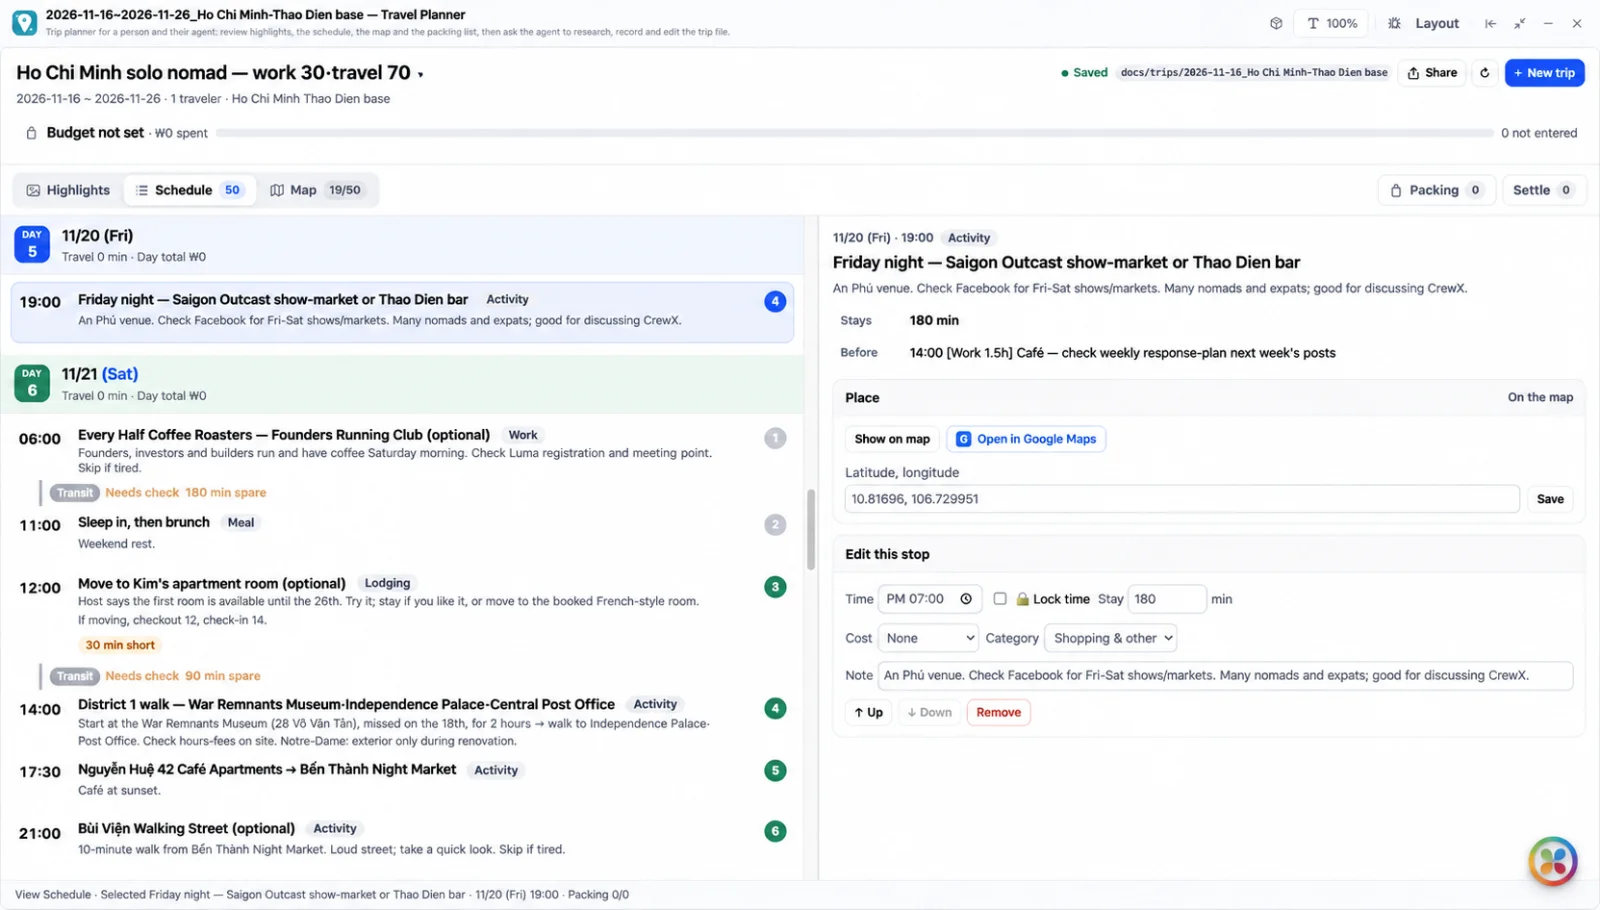 2026-11-16~2026-11-26_Ho Chi Minh-Thao Dien base — Travel Planner
Trip planner for a person and their agent: review highlights, the schedule, the map and the packing list, then ask the agent to research, record and edit the trip file.
T 100%
Layout
Ho Chi Minh solo nomad — work 30·travel 70
Saved
docs/trips/2026-11-16_Ho Chi Minh-Thao Dien base
Share
+ New trip
2026-11-16 ~ 2026-11-26 · 1 traveler · Ho Chi Minh Thao Dien base
Budget not set · ₩0 spent
0 not entered
Highlights
Schedule 50
Map 19/50
Packing 0
Settle 0
DAY 5
11/20 (Fri)
Travel 0 min · Day total ₩0
19:00 Friday night — Saigon Outcast show-market or Thao Dien bar Activity 4
An Phú venue. Check Facebook for Fri-Sat shows/markets. Many nomads and expats; good for discussing CrewX.
DAY 6
11/21 (Sat)
Travel 0 min · Day total ₩0
06:00 Every Half Coffee Roasters — Founders Running Club (optional) Work 1
Founders, investors and builders run and have coffee Saturday morning. Check Luma registration and meeting point.
Skip if tired.
Transit Needs check 180 min spare
11:00 Sleep in, then brunch Meal 2
Weekend rest.
12:00 Move to Kim's apartment room (optional) Lodging 3
Host says the first room is available until the 26th. Try it; stay if you like it, or move to the booked French-style room.
If moving, checkout 12, check-in 14.
30 min short
Transit Needs check 90 min spare
14:00 District 1 walk — War Remnants Museum·Independence Palace·Central Post Office Activity 4
Start at the War Remnants Museum (28 Võ Văn Tần), missed on the 18th, for 2 hours → walk to Independence Palace·
Post Office. Check hours-fees on site. Notre-Dame: exterior only during renovation.
17:30 Nguyễn Huệ 42 Café Apartments → Bến Thành Night Market Activity 5
Café at sunset.
21:00 Bùi Viện Walking Street (optional) Activity 6
10-minute walk from Bến Thành Night Market. Loud street; take a quick look. Skip if tired.
11/20 (Fri) · 19:00 Activity
Friday night — Saigon Outcast show-market or Thao Dien bar
An Phú venue. Check Facebook for Fri-Sat shows/markets. Many nomads and expats; good for discussing CrewX.
Stays 180 min
Before 14:00 [Work 1.5h] Café — check weekly response-plan next week's posts
Place
On the map
Show on map
G Open in Google Maps
Latitude, longitude
10.81696, 106.729951
Save
Edit this stop
Time PM 07:00 Lock time Stay 180 min
Cost None Category Shopping & other
Note An Phú venue. Check Facebook for Fri-Sat shows/markets. Many nomads and expats; good for discussing CrewX.
↑ Up
↓ Down
Remove
View Schedule · Selected Friday night — Saigon Outcast show-market or Thao Dien bar · 11/20 (Fri) 19:00 · Packing 0/0